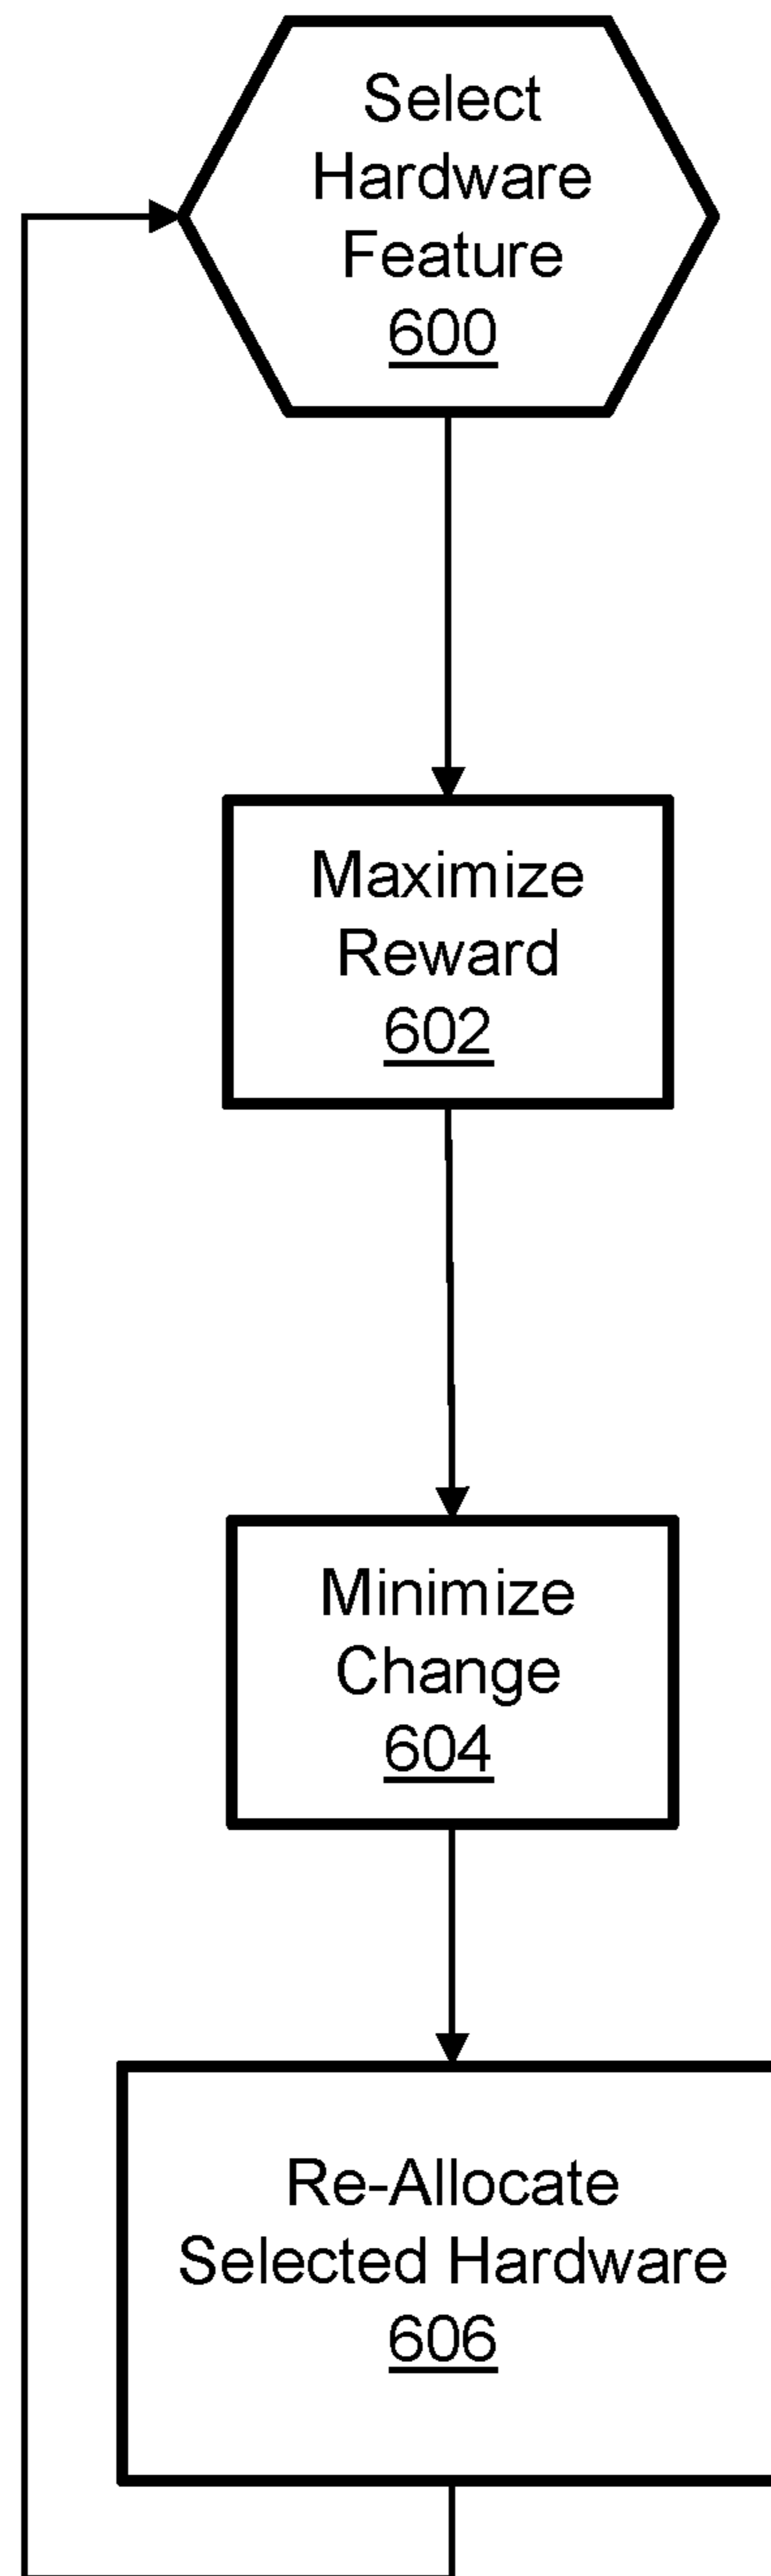 Select
Hardware
Feature
600
Maximize
Reward
602
Minimize
Change
604
Re-Allocate
Selected Hardware
606